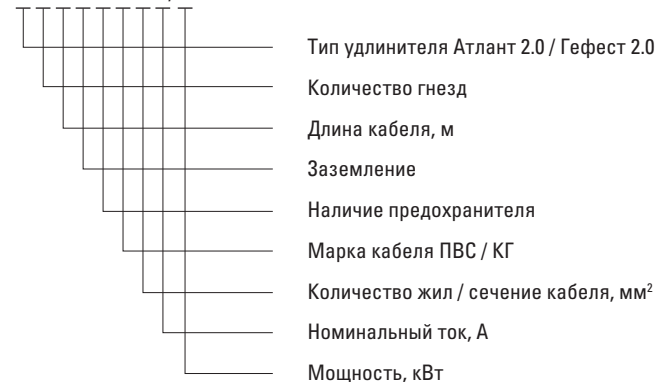 Тип удлинителя Атлант 2.0 / Гефест 2.0
Количество гнезд
Длина кабеля, м
Заземление
Наличие предохранителя
Марка кабеля ПВС / КГ
Количество жил / сечение кабеля, мм²
Номинальный ток, А
Мощность, кВт